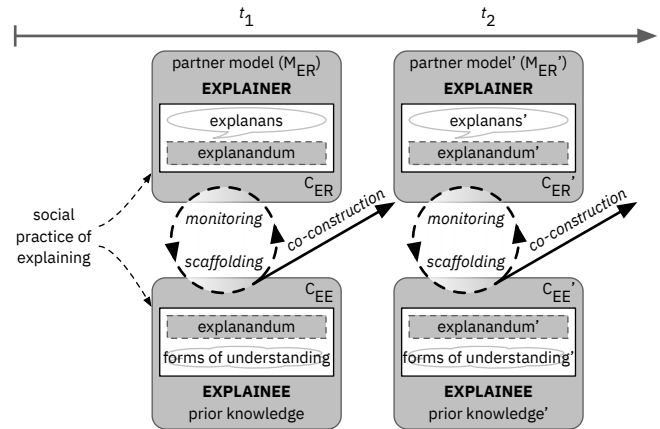 t1 t2
partner model (MER)
EXPLAINER
explanans
explanandum
CER
partner model' (MER')
EXPLAINER
explanans'
explanandum'
CER'
social
practice of
explaining
monitoring
scaffolding
co-construction
monitoring
scaffolding
co-construction
CEE
explanandum
forms of understanding
EXPLAINEE
prior knowledge
CEE'
explanandum'
forms of understanding'
EXPLAINEE
prior knowledge'